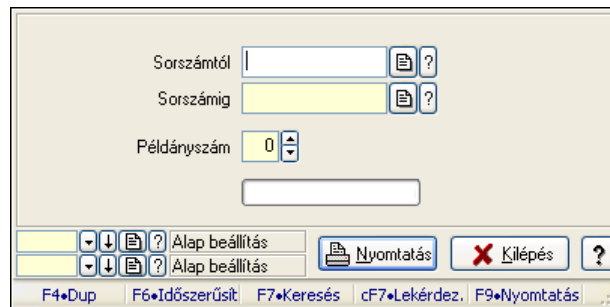 Sorszámtól ?
Sorszámig ?
Példányszám 0
? Alap beállítás
? Alap beállítás
Nyomtatás Kilépés ?
F4•Dup F6•Időszerűsít F7•Keresés cF7•Lekérdez. F9•Nyomtatás